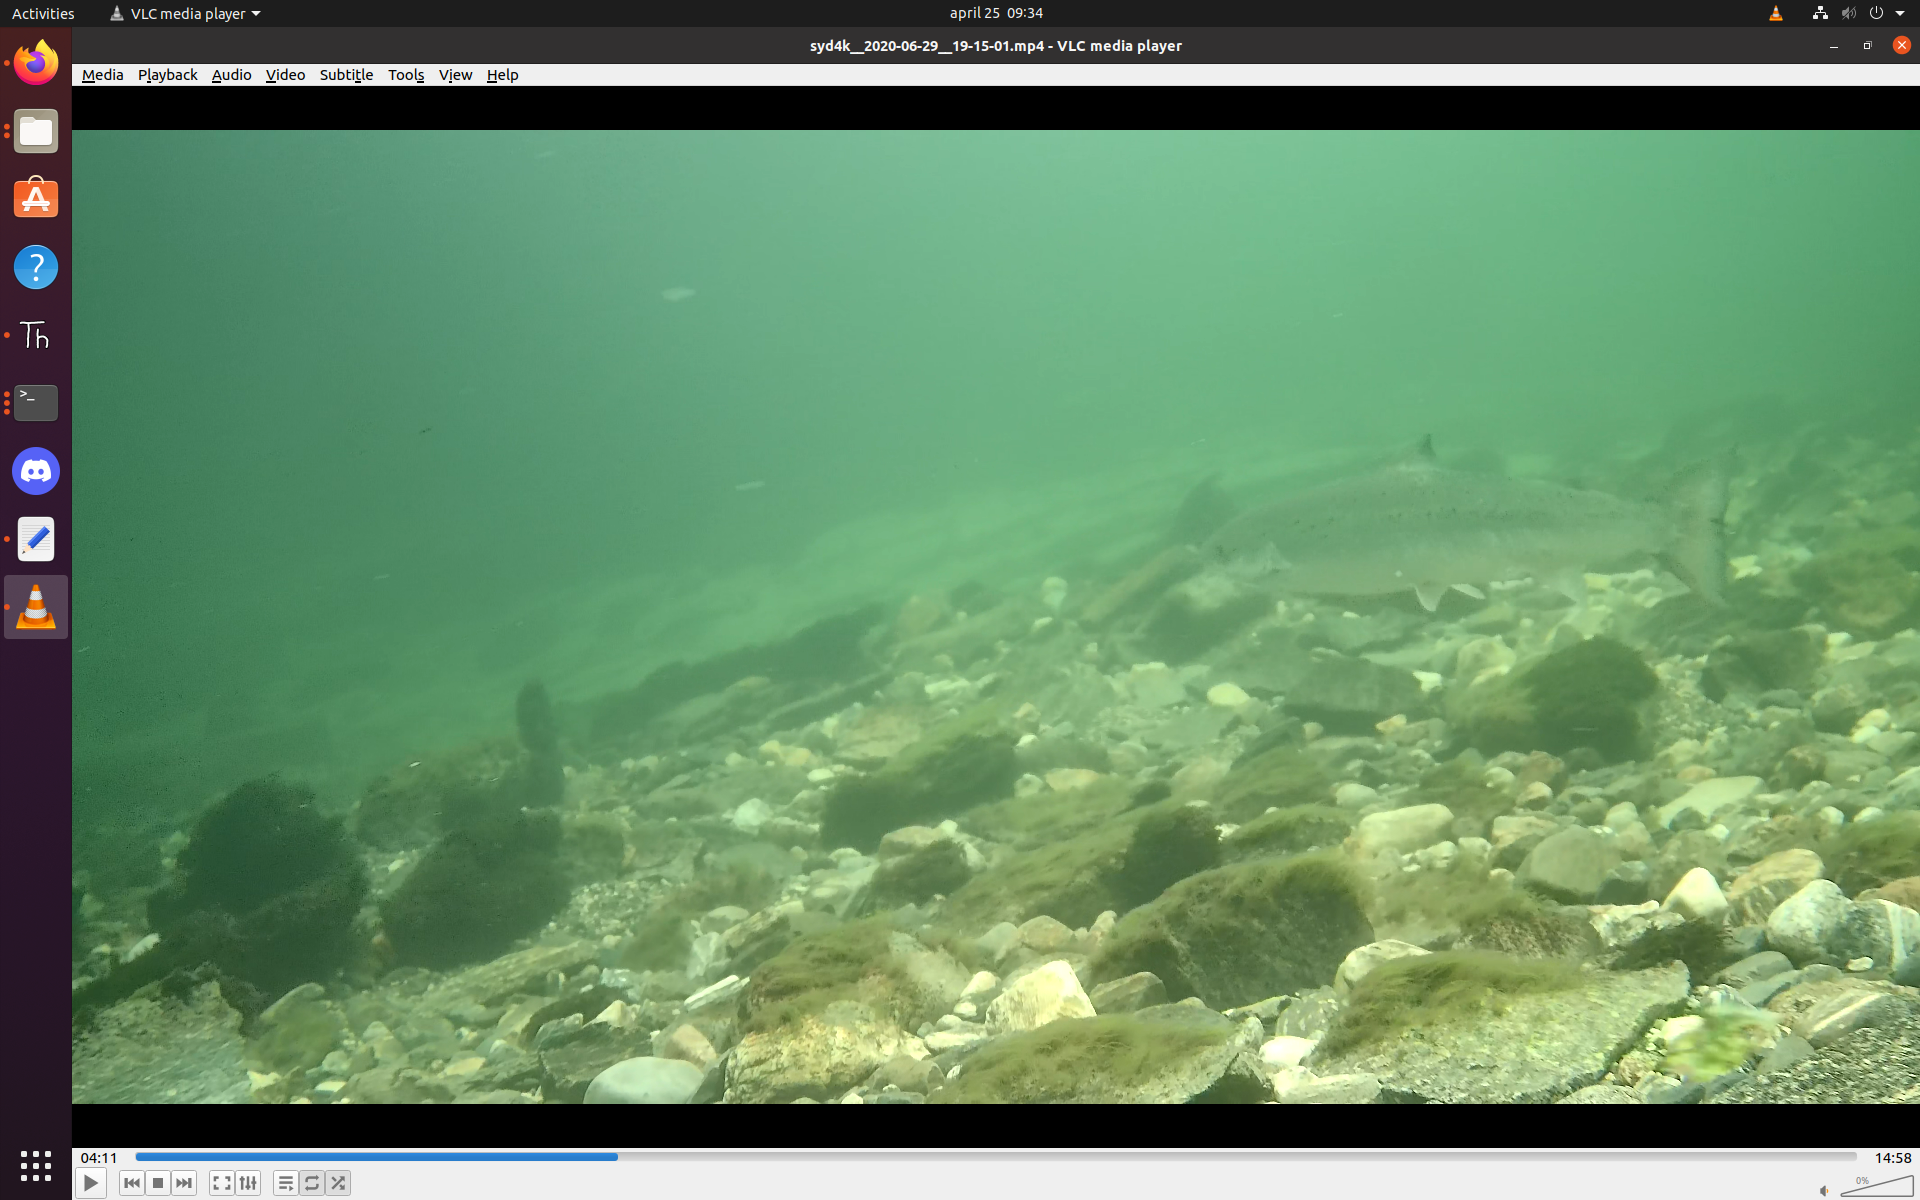 Activities VLC media player april 25 09:34
syd4k__2020-06-29__19-15-01.mp4 - VLC media player
Media Playback Audio Video Subtitle Tools View Help
?
Th
>_
04:11 14:58
0%